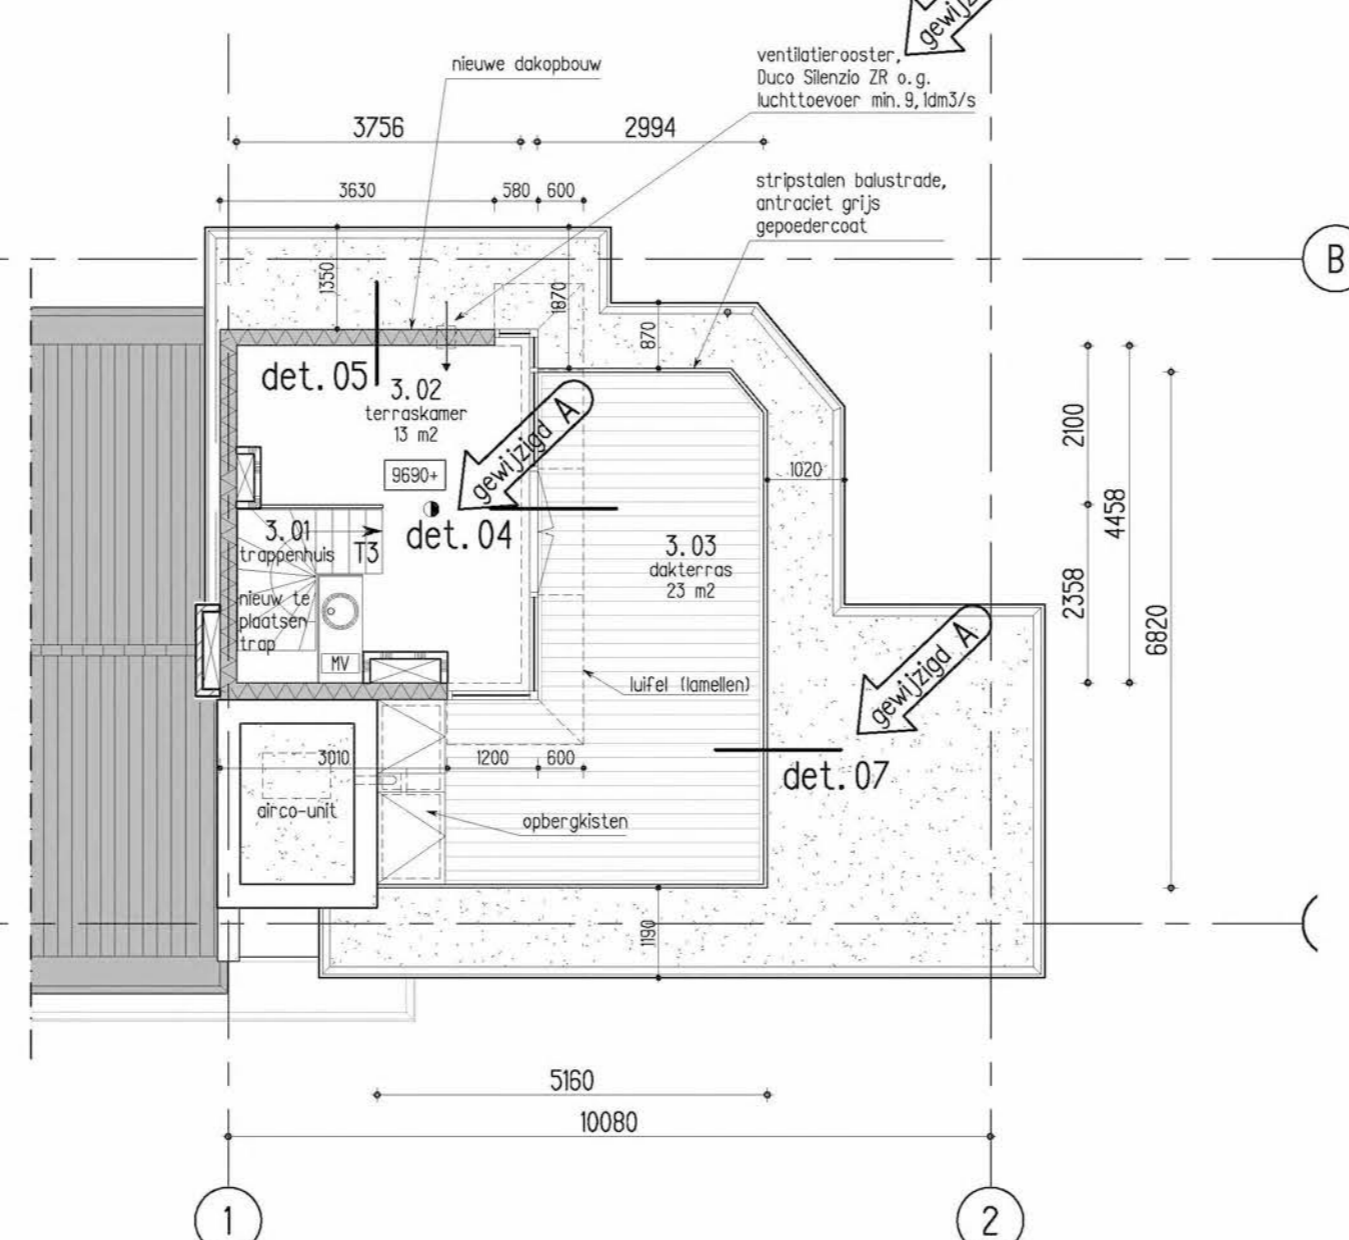 gewijz
nieuwe dakopbouw
ventilatierooster,
Duco Silenzio ZR o.g.
luchttoevoer min.9,1dm3/s
3756
2994
stripstalen balustrade,
antraciet grijs
gepoedercoat
3630
580
600
B
1350
1870
870
det.05
3.02
terraskamer
13 m2
9690+
gewijzigd A
2100
4458
2358
6820
1020
3.01
trappenhuis
T3
det.04
3.03
dakterras
23 m2
nieuw te
plaatsen
trap
MV
luifel (lamellen)
gewijzigd A
3010
1200
600
det.07
airco-unit
opbergkisten
1190
5160
10080
1
2